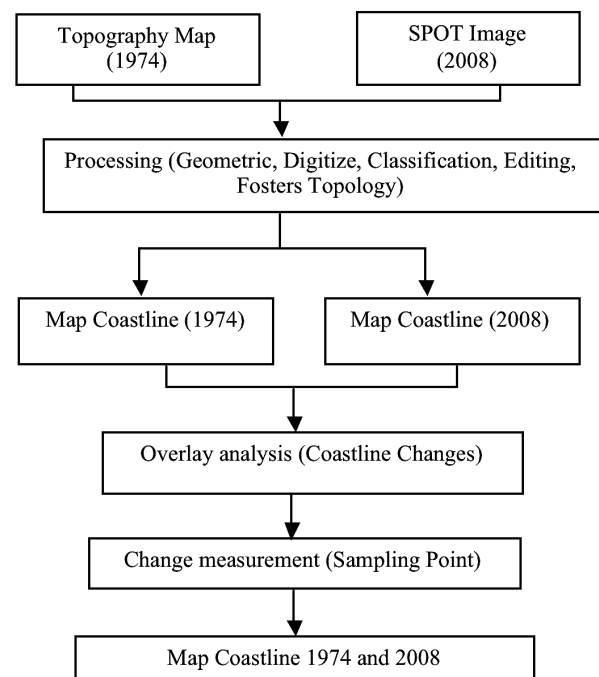 Topography Map
(1974)
SPOT Image
(2008)
Processing (Geometric, Digitize, Classification, Editing,
Fosters Topology)
Map Coastline (1974)
Map Coastline (2008)
Overlay analysis (Coastline Changes)
Change measurement (Sampling Point)
Map Coastline 1974 and 2008